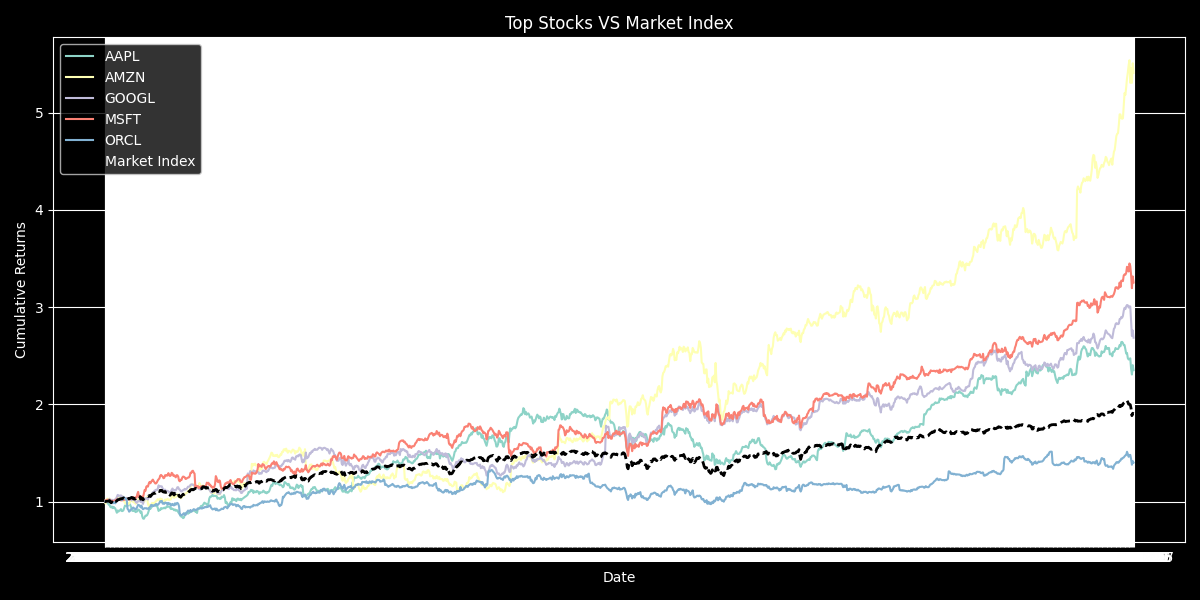 Top Stocks VS Market Index
AAPL
AMZN
GOOGL
MSFT
ORCL
Market Index
5
4
3
2
1
Cumulative Returns
Date